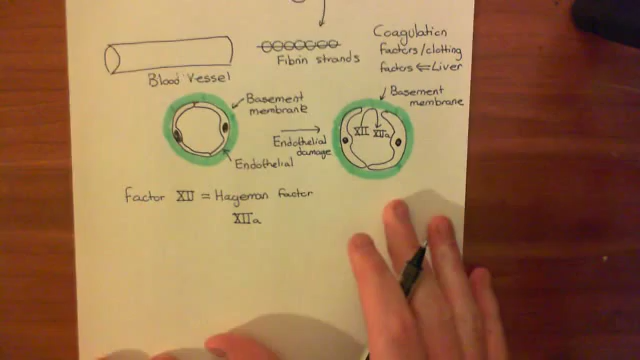 Blood Vessel
Fibrin strands
Coagulation
factors/clotting
factors ⇐ Liver
Basement
membrane
Endothelial
Endothelial
damage
XII XIIa
Basement
membrane
Factor XII = Hageman factor
XIIa